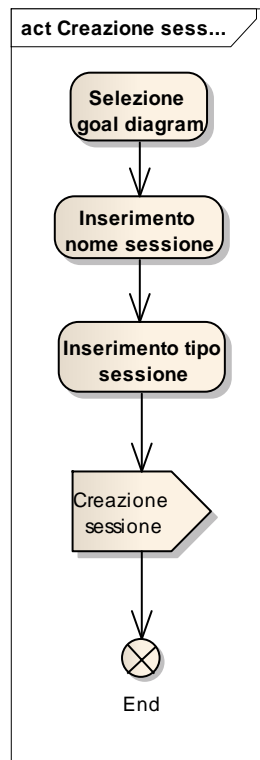 act Creazione sess...
Selezione
goal diagram
Inserimento
nome sessione
Inserimento tipo
sessione
Creazione
sessione
End